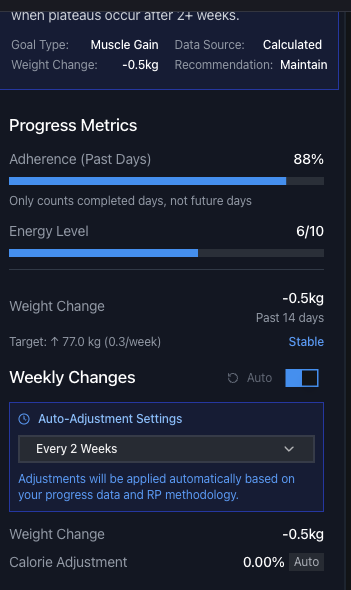 when plateaus occur after 2+ weeks.
Goal Type: Muscle Gain Data Source: Calculated
Weight Change: -0.5kg Recommendation: Maintain
Progress Metrics
Adherence (Past Days) 88%
Only counts completed days, not future days
Energy Level 6/10
Weight Change -0.5kg
Past 14 days
Target: ↑ 77.0 kg (0.3/week) Stable
Weekly Changes Auto
Auto-Adjustment Settings
Every 2 Weeks
Adjustments will be applied automatically based on
your progress data and RP methodology.
Weight Change -0.5kg
Calorie Adjustment 0.00% Auto